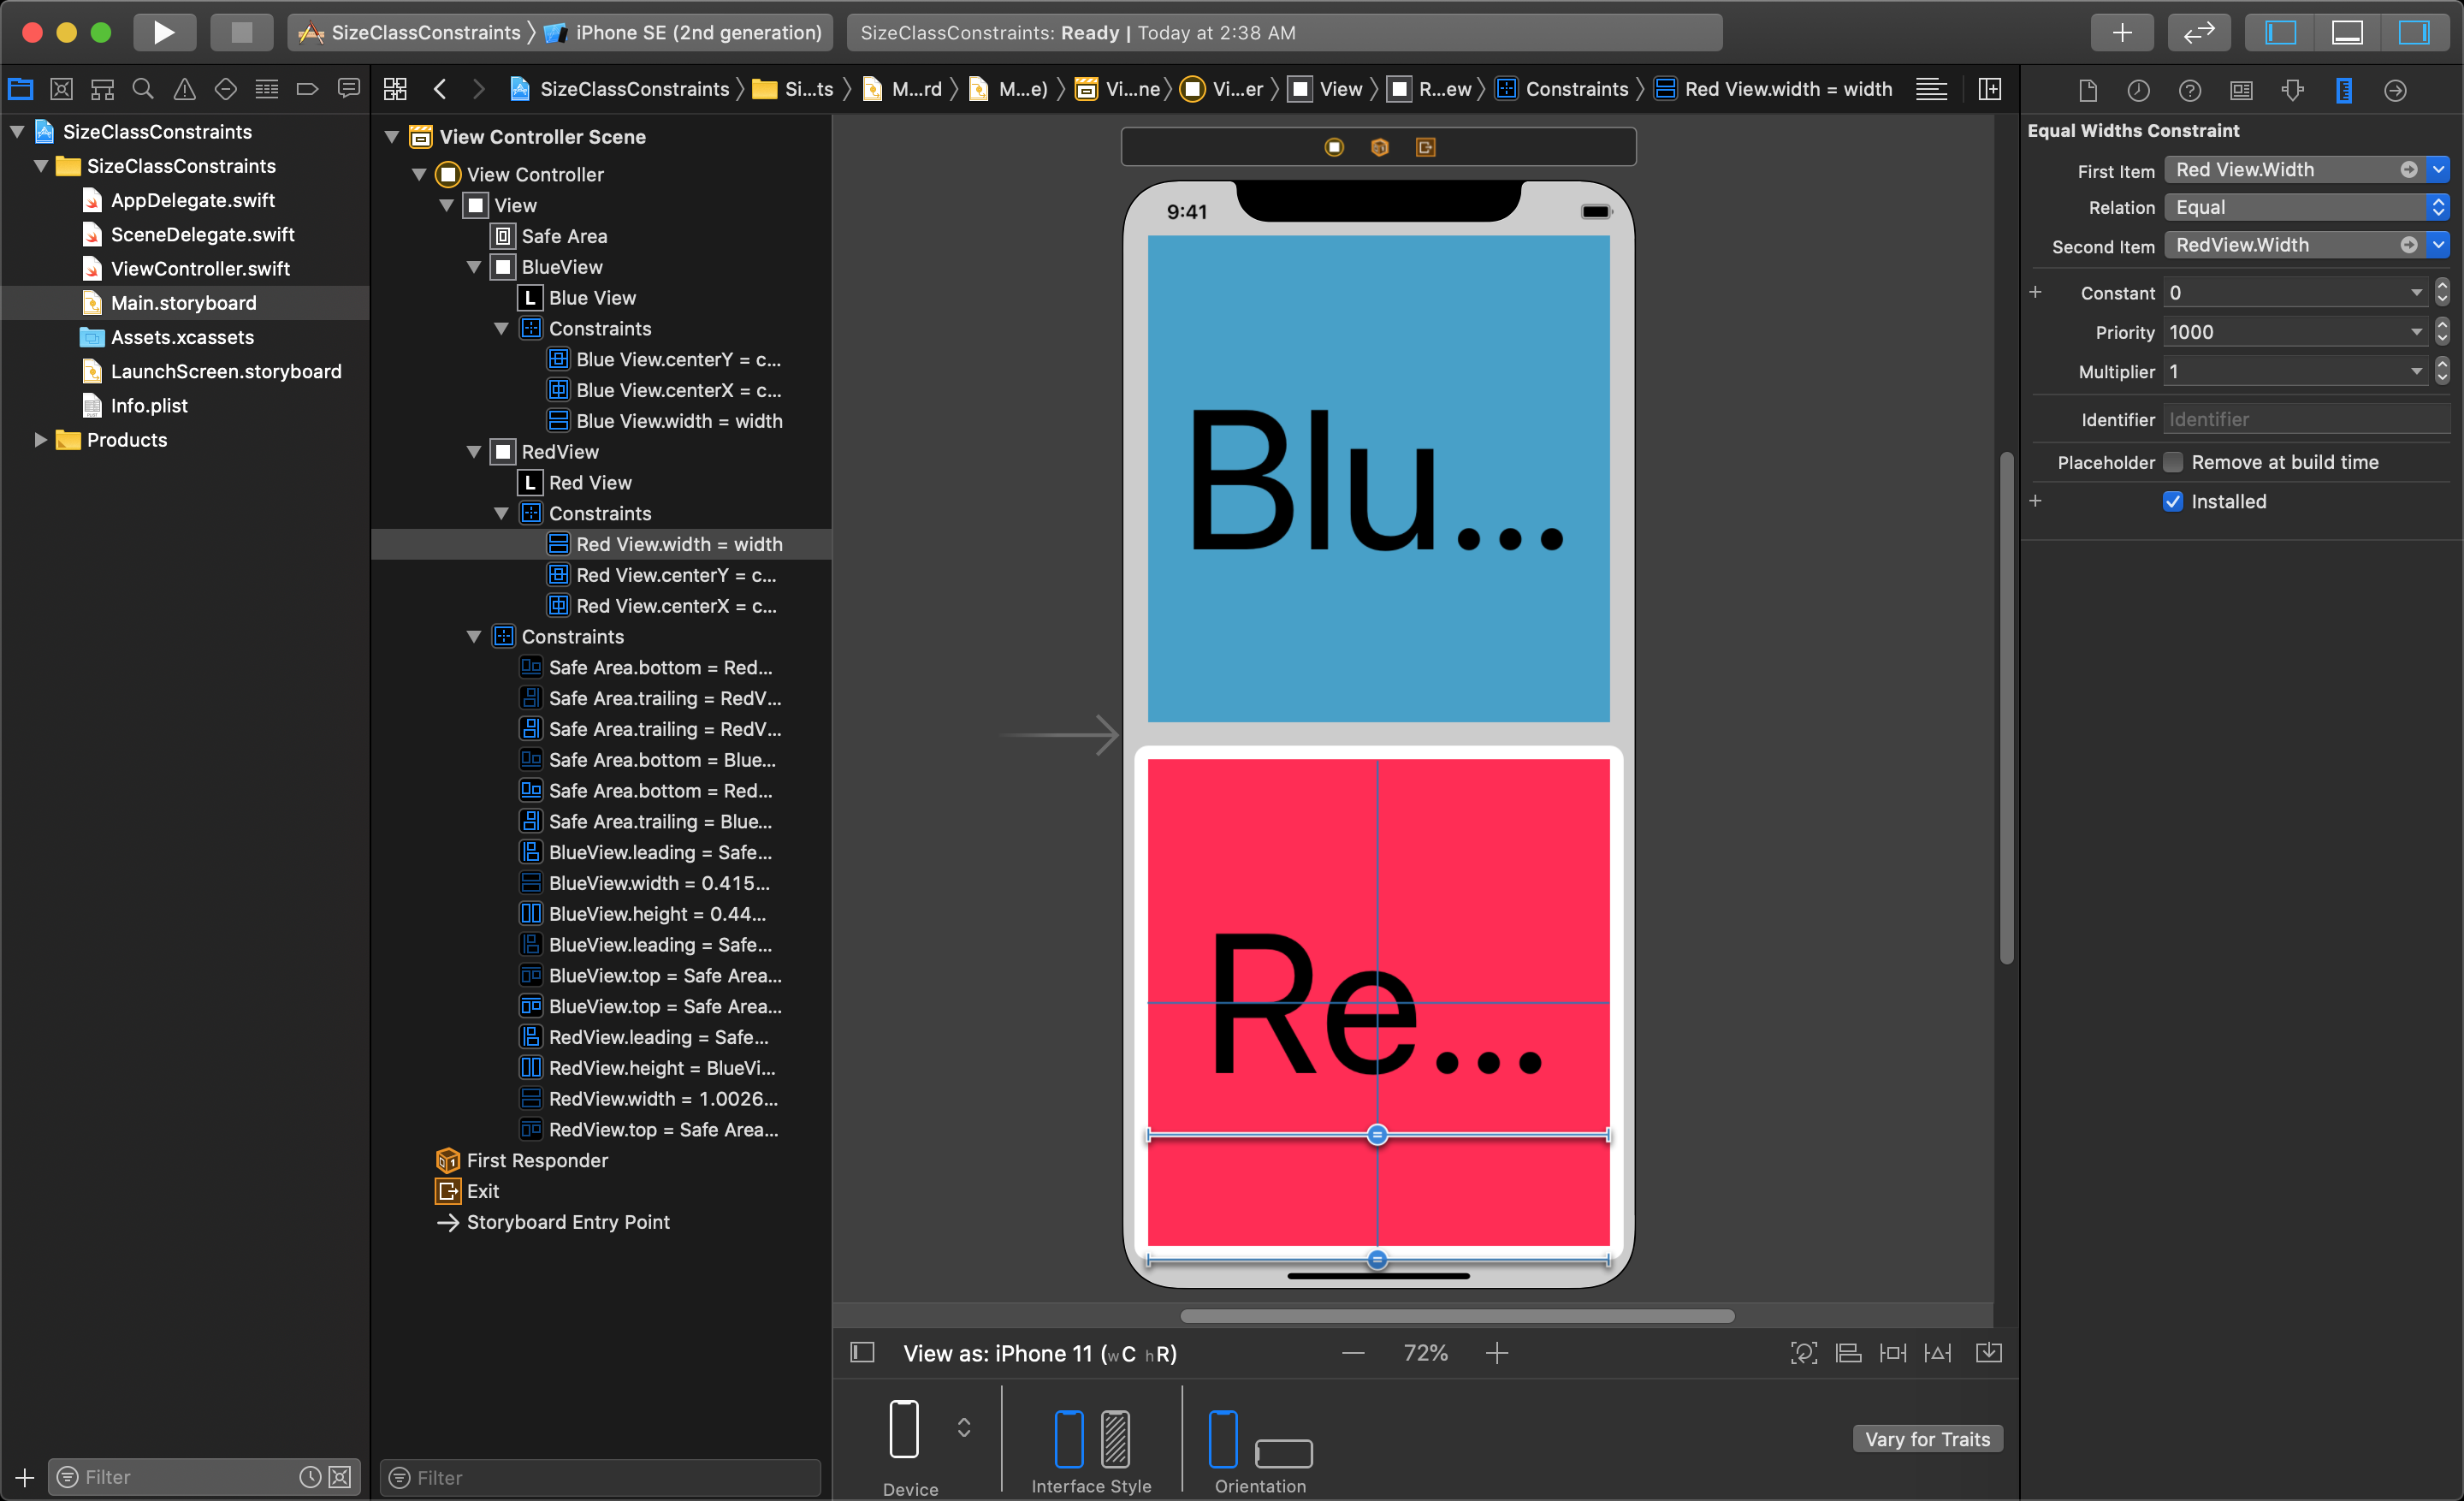 SizeClassConstraints 〉 iPhone SE (2nd generation)
SizeClassConstraints: Ready | Today at 2:38 AM
SizeClassConstraints 〉 Si...ts 〉 M...rd 〉 M...e) 〉 Vi...ne 〉 Vi...er 〉 View 〉 R...ew 〉 Constraints 〉 Red View.width = width
SizeClassConstraints
SizeClassConstraints
AppDelegate.swift
SceneDelegate.swift
ViewController.swift
Main.storyboard
Assets.xcassets
LaunchScreen.storyboard
Info.plist
Products
Filter
View Controller Scene
View Controller
View
Safe Area
BlueView
L Blue View
Constraints
Blue View.centerY = c...
Blue View.centerX = c...
Blue View.width = width
RedView
L Red View
Constraints
Red View.width = width
Red View.centerY = c...
Red View.centerX = c...
Constraints
Safe Area.bottom = Red...
Safe Area.trailing = RedV...
Safe Area.trailing = RedV...
Safe Area.bottom = Blue...
Safe Area.bottom = Red...
Safe Area.trailing = Blue...
BlueView.leading = Safe...
BlueView.width = 0.415...
BlueView.height = 0.44...
BlueView.leading = Safe...
BlueView.top = Safe Area...
BlueView.top = Safe Area...
RedView.leading = Safe...
RedView.height = BlueVi...
RedView.width = 1.0026...
RedView.top = Safe Area...
First Responder
Exit
Storyboard Entry Point
Filter
9:41
Blu...
Re...
View as: iPhone 11 (wC hR)
72%
Device
Interface Style
Orientation
Vary for Traits
Equal Widths Constraint
First Item Red View.Width
Relation Equal
Second Item RedView.Width
+ Constant 0
Priority 1000
Multiplier 1
Identifier Identifier
Placeholder Remove at build time
+ Installed